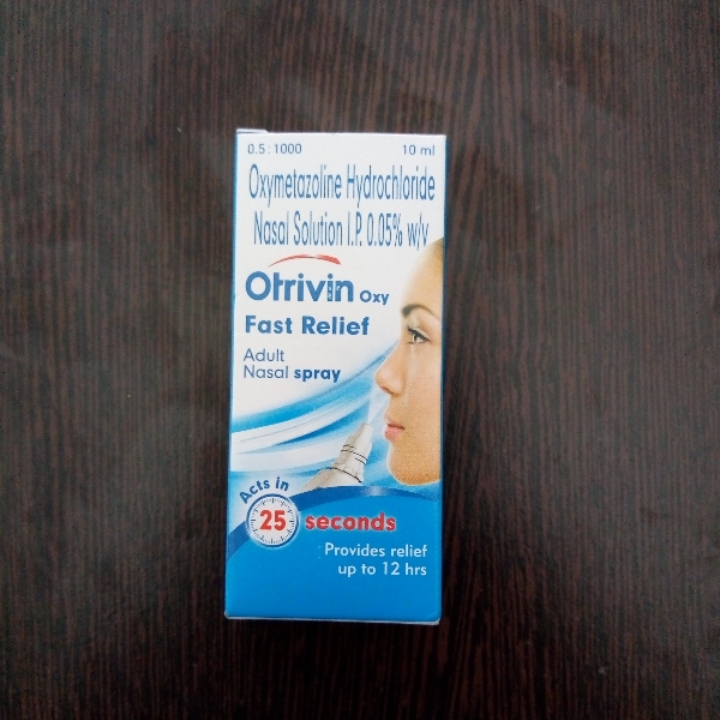 0.5 : 1000 10 ml
Oxymetazoline Hydrochloride
Nasal Solution I.P. 0.05% w/v
Otrivin Oxy
Fast Relief
Adult
Nasal spray
Acts in
25 seconds
Provides relief
up to 12 hrs